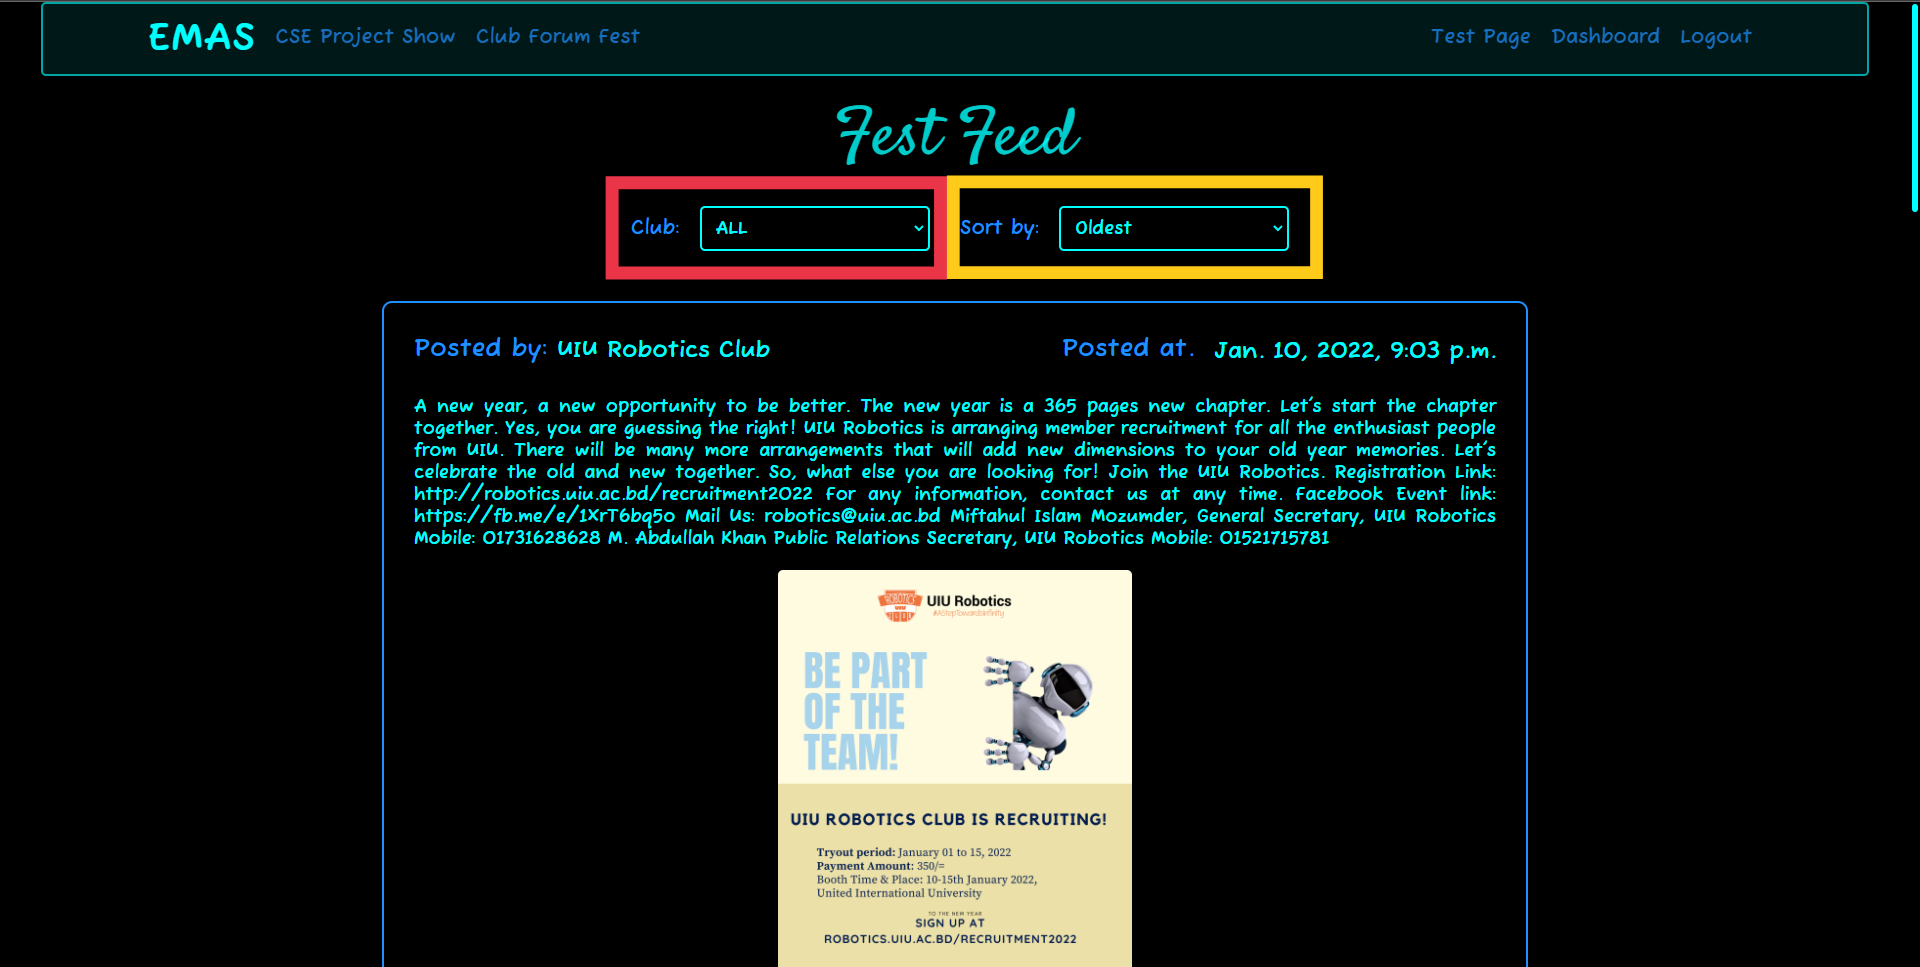 EMAS CSE Project Show Club Forum Fest Test Page Dashboard Logout
Fest Feed
Club: ALL Sort by: Oldest
Posted by: UIU Robotics Club Posted at. Jan. 10, 2022, 9:03 p.m.
A new year, a new opportunity to be better. The new year is a 365 pages new chapter. Let's start the chapter
together. Yes, you are guessing the right! UIU Robotics is arranging member recruitment for all the enthusiast people
from UIU. There will be many more arrangements that will add new dimensions to your old year memories. Let's
celebrate the old and new together. So, what else you are looking for! Join the UIU Robotics. Registration Link:
http://robotics.uiu.ac.bd/recruitment2022 For any information, contact us at any time. Facebook Event link:
https://fb.me/e/1XrT6bq5o Mail Us: robotics@uiu.ac.bd Miftahul Islam Mozumder, General Secretary, UIU Robotics
Mobile: 01731628628 M. Abdullah Khan Public Relations Secretary, UIU Robotics Mobile: 01521715781
ROBOTICS
UIU
CLUB
UIU Robotics
#AStepTowardsInfinity
BE PART
OF THE
TEAM!
UIU ROBOTICS CLUB IS RECRUITING!
Tryout period: January 01 to 15, 2022
Payment Amount: 350/=
Booth Time & Place: 10-15th January 2022,
United International University
TO THE NEW YEAR
SIGN UP AT
ROBOTICS.UIU.AC.BD/RECRUITMENT2022